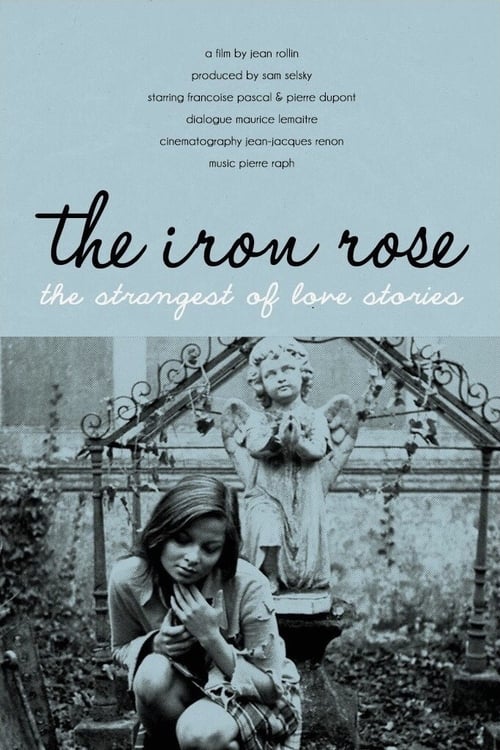 a film by jean rollin
produced by sam selsky
starring francoise pascal & pierre dupont
dialogue maurice lemaitre
cinematography jean-jacques renon
music pierre raph
the iron rose
the strangest of love stories